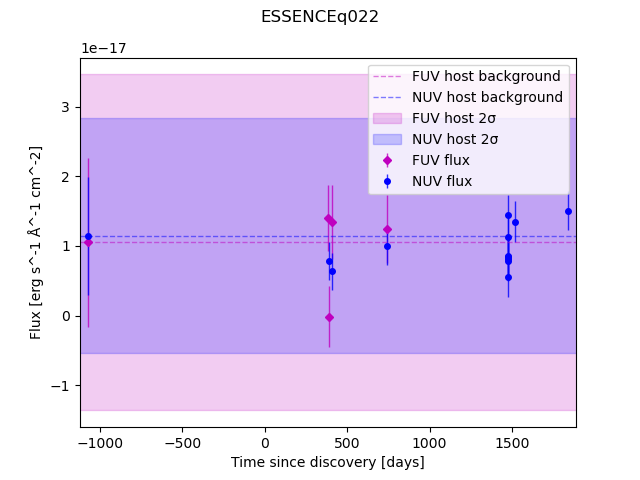 ESSENCEq022
1e−17
FUV host background
NUV host background
FUV host 2σ
NUV host 2σ
FUV flux
NUV flux
3
2
1
0
−1
Flux [erg s^-1 Å^-1 cm^-2]
−1000 −500 0 500 1000 1500
Time since discovery [days]